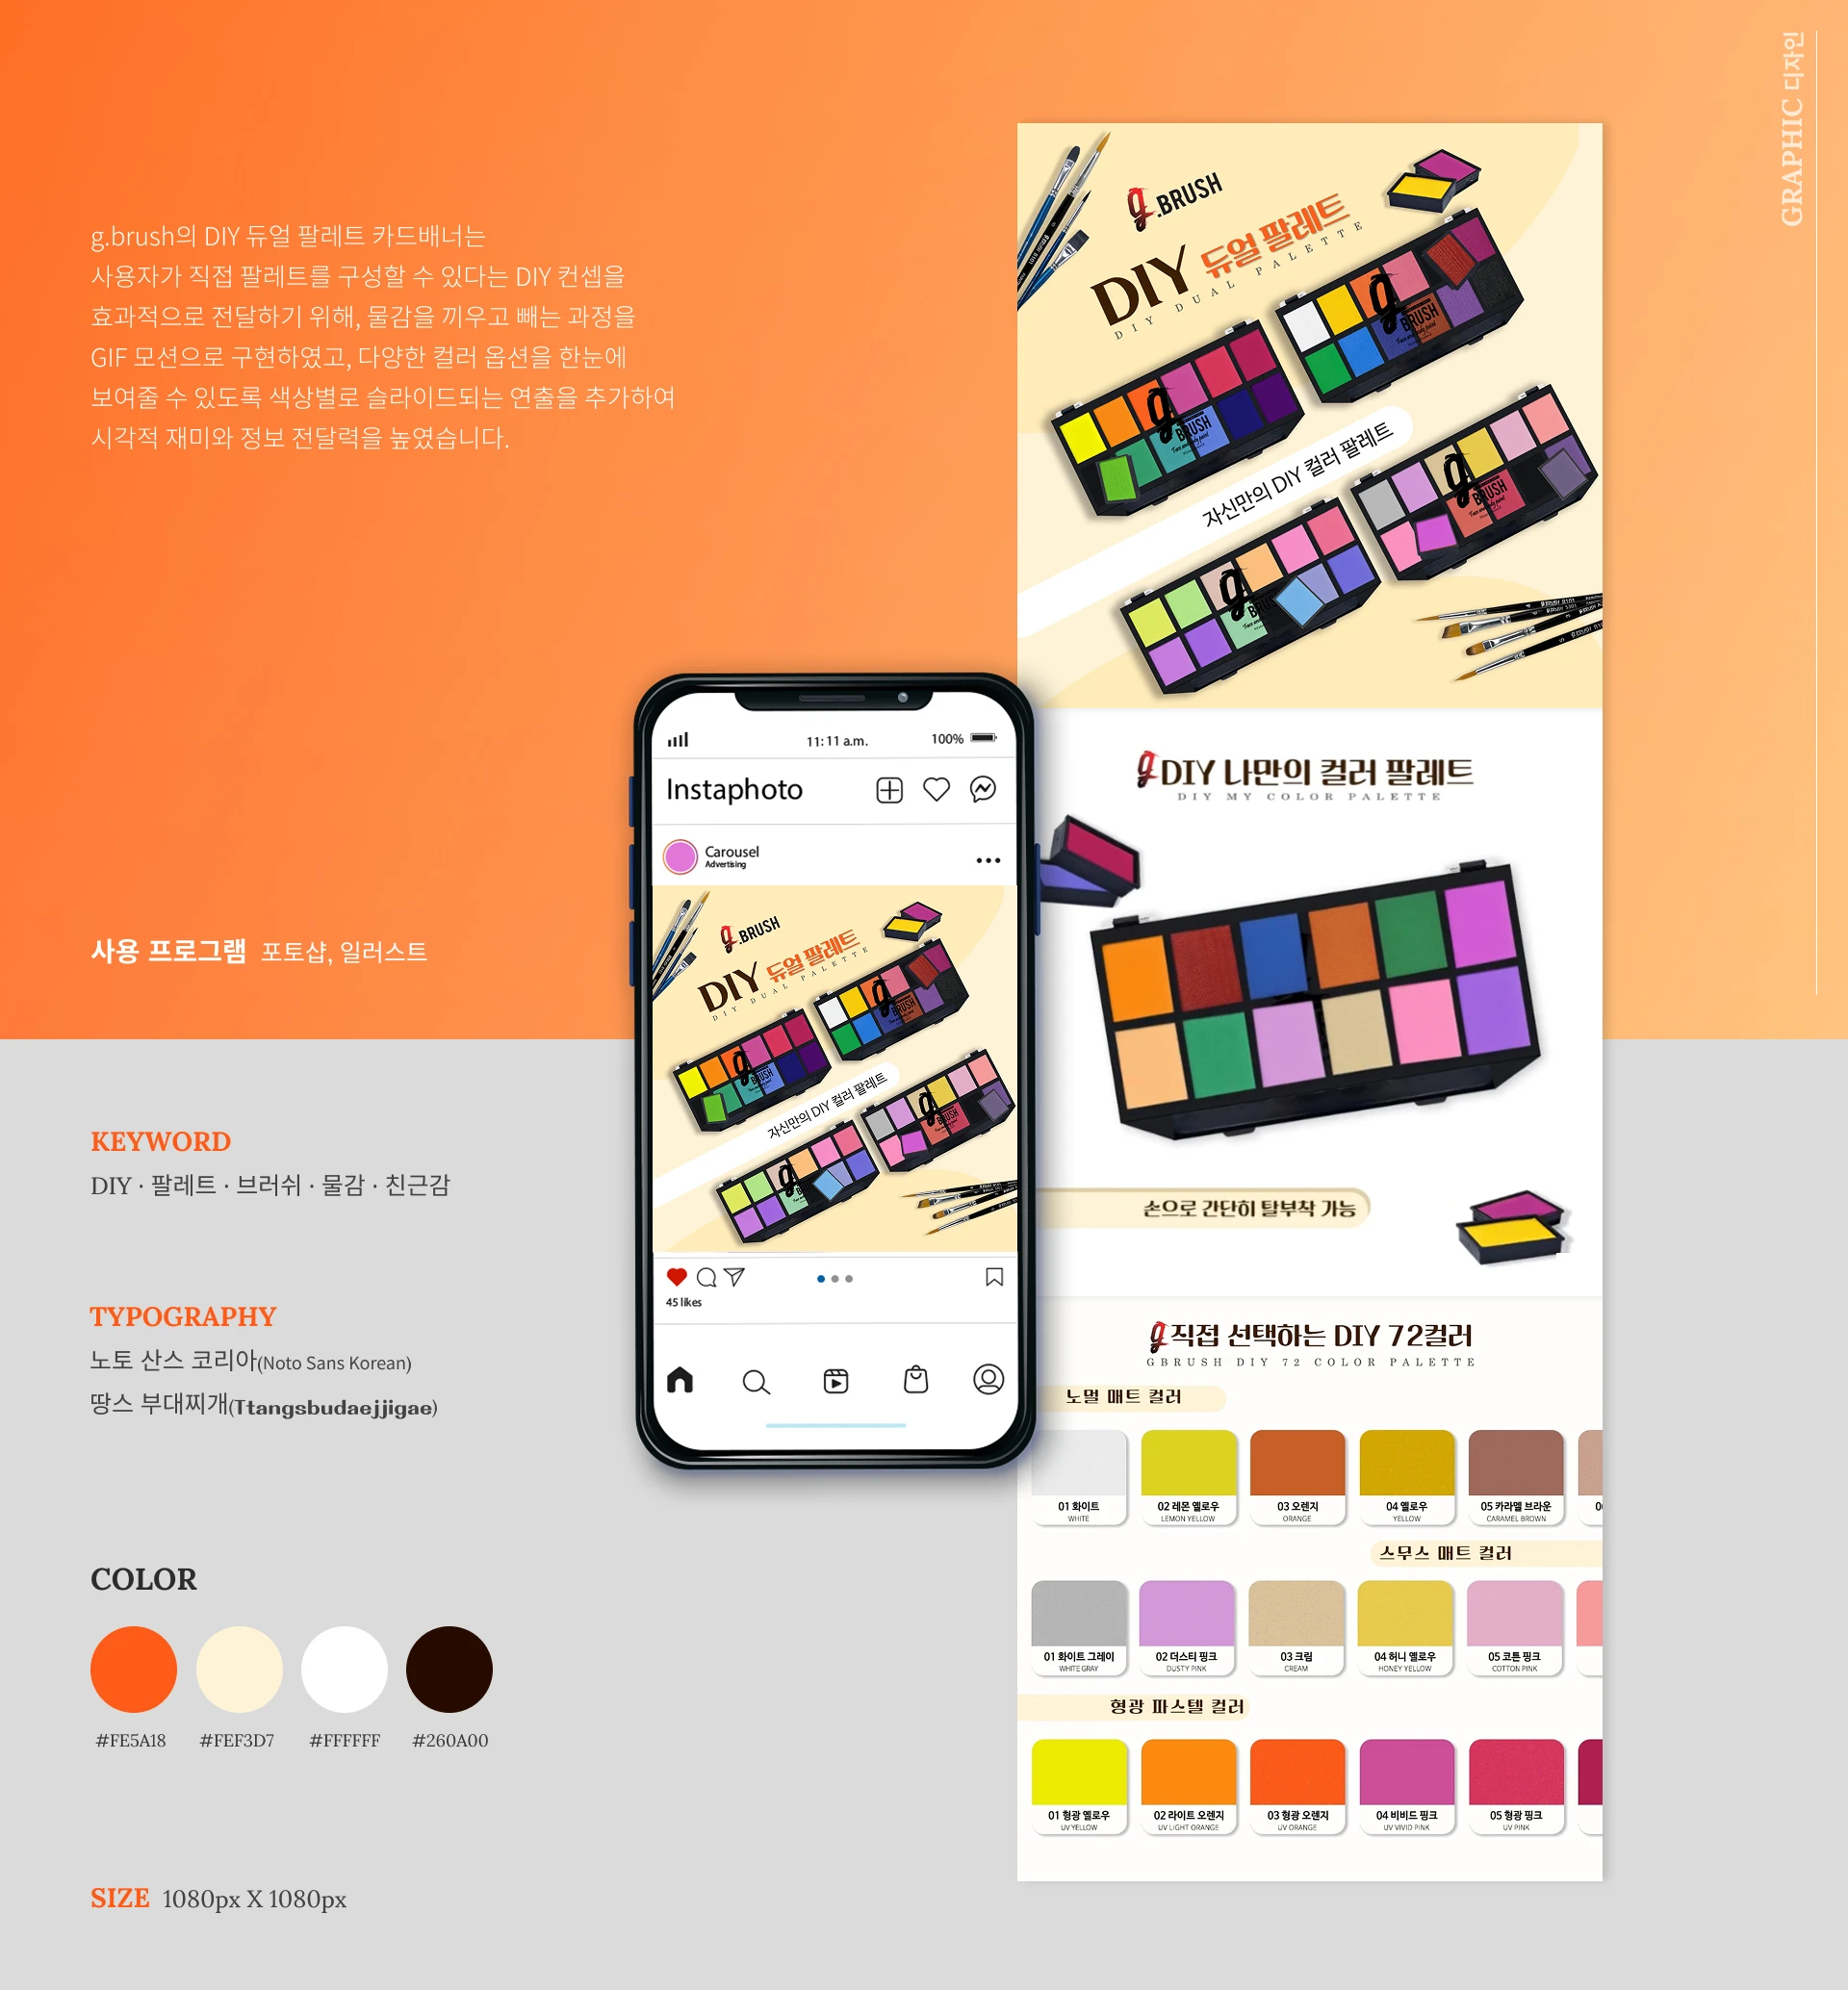 GRAPHIC 디자인
g.brush의 DIY 듀얼 팔레트 카드배너는
사용자가 직접 팔레트를 구성할 수 있다는 DIY 컨셉을
효과적으로 전달하기 위해, 물감을 끼우고 빼는 과정을
GIF 모션으로 구현하였고, 다양한 컬러 옵션을 한눈에
보여줄 수 있도록 색상별로 슬라이드되는 연출을 추가하여
시각적 재미와 정보 전달력을 높였습니다.
사용 프로그램 포토샵, 일러스트
KEYWORD
DIY · 팔레트 · 브러쉬 · 물감 · 친근감
TYPOGRAPHY
노토 산스 코리아(Noto Sans Korean)
땅스 부대찌개(Ttangsbudaejjigae)
COLOR
#FE5A18 #FEF3D7 #FFFFFF #260A00
SIZE 1080px X 1080px
11:11 a.m. 100%
Instaphoto
Carousel
Advertising
g.BRUSH
DIY 듀얼 팔레트
DIY DUAL PALETTE
g BRUSH
g BRUSH
자신만의 DIY 컬러 팔레트
g BRUSH
g
45 likes
g.BRUSH
DIY 듀얼 팔레트
DIY DUAL PALETTE
g BRUSH
g BRUSH
자신만의 DIY 컬러 팔레트
g BRUSH
g
g DIY 나만의 컬러 팔레트
DIY MY COLOR PALETTE
손으로 간단히 탈부착 가능
g 직접 선택하는 DIY 72컬러
GBRUSH DIY 72 COLOR PALETTE
노멀 매트 컬러
01 화이트 02 레몬 옐로우 03 오렌지 04 옐로우 05 카라멜 브라운
WHITE LEMON YELLOW ORANGE YELLOW CARAMEL BROWN
스무스 매트 컬러
01 화이트 그레이 02 더스티 핑크 03 크림 04 허니 옐로우 05 코튼 핑크
WHITE GRAY DUSTY PINK CREAM HONEY YELLOW COTTON PINK
형광 파스텔 컬러
01 형광 옐로우 02 라이트 오렌지 03 형광 오렌지 04 비비드 핑크 05 형광 핑크
UV YELLOW UV LIGHT ORANGE UV ORANGE UV VIVID PINK UV PINK